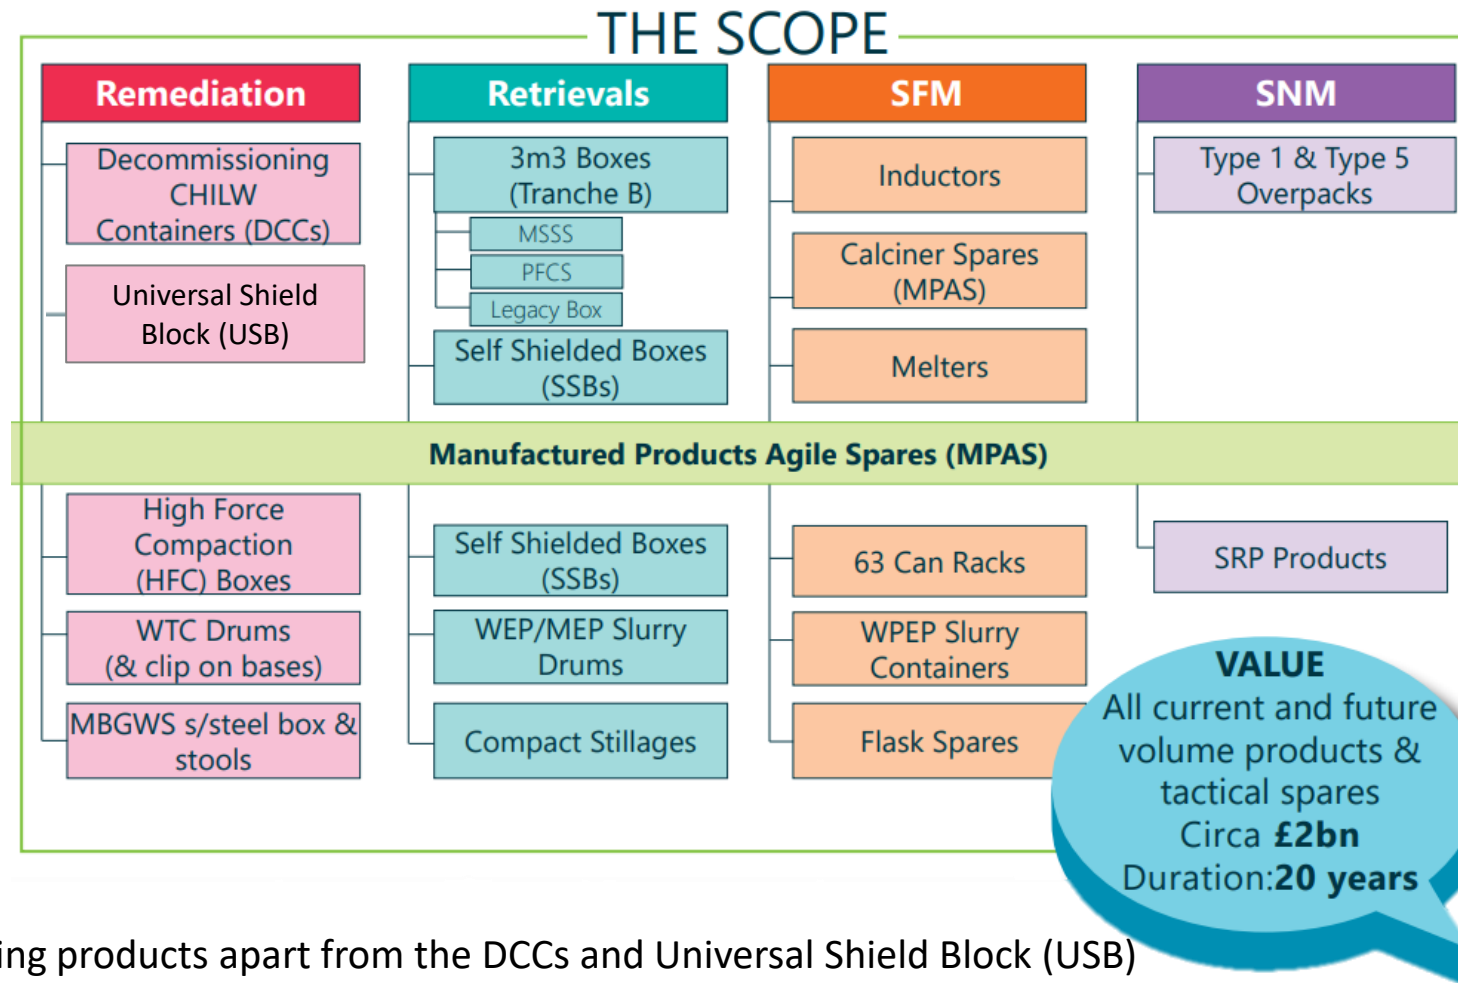 THE SCOPE
Remediation
Decommissioning
CHILW
Containers (DCCs)
Universal Shield
Block (USB)
Retrievals
3m3 Boxes
(Tranche B)
MSSS
PFCS
Legacy Box
Self Shielded Boxes
(SSBs)
SFM
Inductors
Calciner Spares
(MPAS)
Melters
SNM
Type 1 & Type 5
Overpacks
Manufactured Products Agile Spares (MPAS)
High Force
Compaction
(HFC) Boxes
WTC Drums
(& clip on bases)
MBGWS s/steel box &
stools
Self Shielded Boxes
(SSBs)
WEP/MEP Slurry
Drums
Compact Stillages
63 Can Racks
WPEP Slurry
Containers
Flask Spares
SRP Products
VALUE
All current and future
volume products &
tactical spares
Circa £2bn
Duration:20 years
ing products apart from the DCCs and Universal Shield Block (USB)